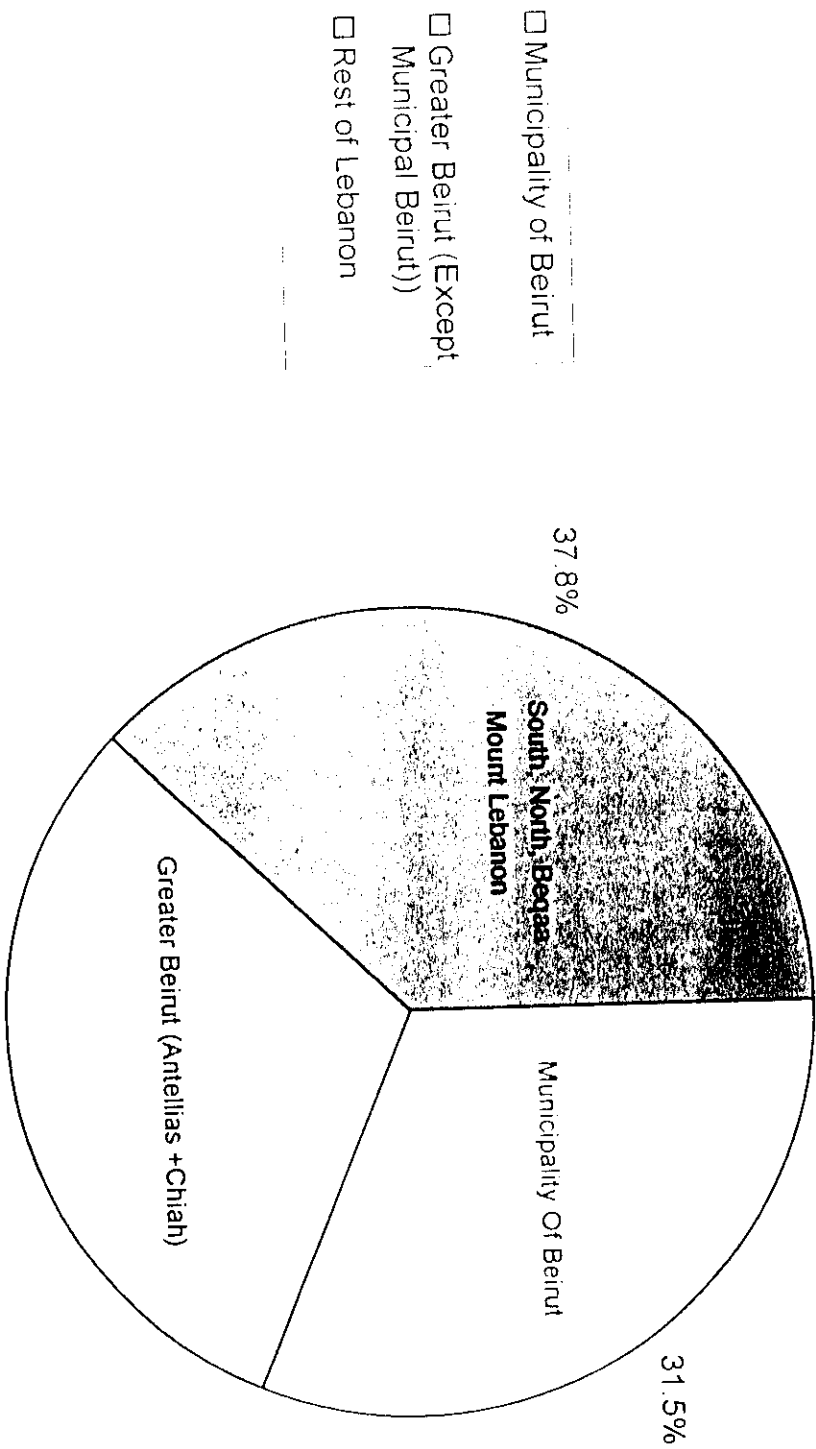 37.8%
31.5%
South, North, Beqaa
Mount Lebanon
Municipality Of Beirut
Greater Beirut (Antellias +Chiah)
□ Municipality of Beirut
□ Greater Beirut (Except
Municipal Beirut))
□ Rest of Lebanon